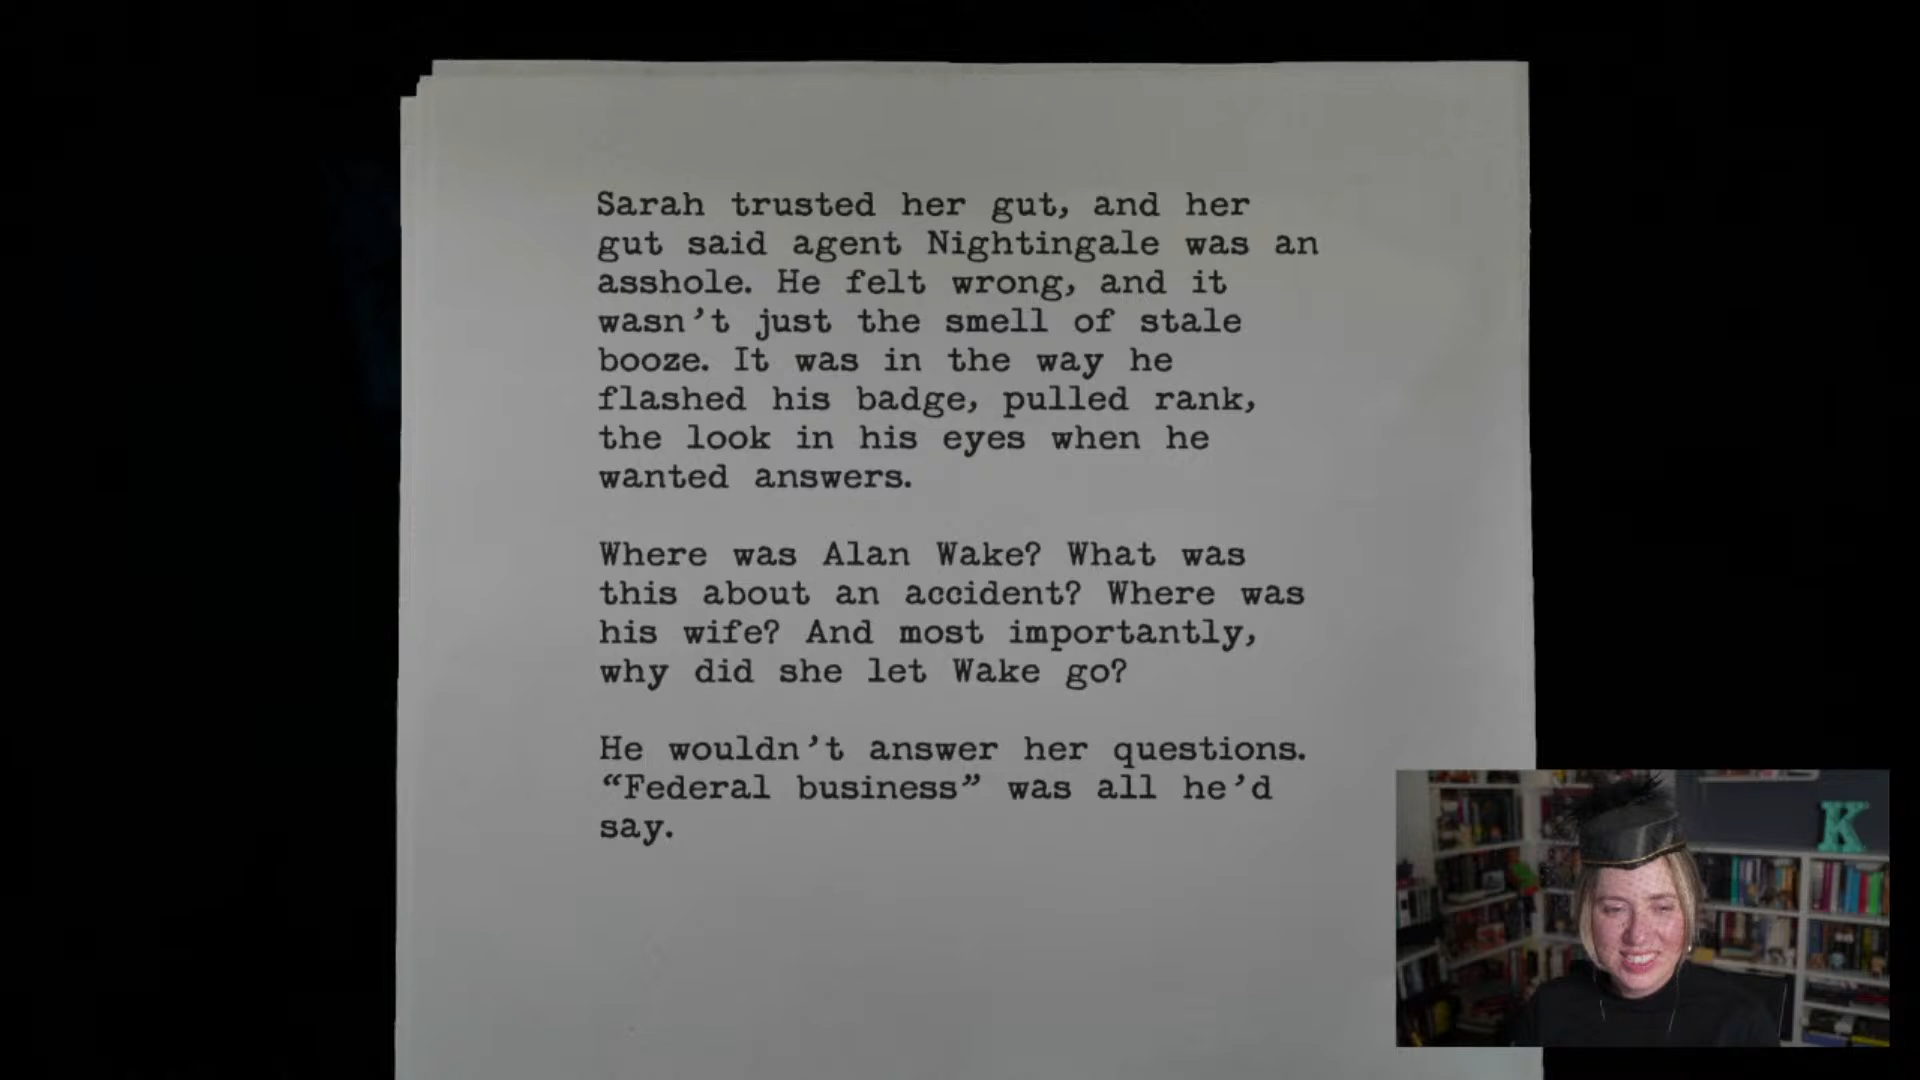 Sarah trusted her gut, and her
gut said agent Nightingale was an
asshole. He felt wrong, and it
wasn’t just the smell of stale
booze. It was in the way he
flashed his badge, pulled rank,
the look in his eyes when he
wanted answers.
Where was Alan Wake? What was
this about an accident? Where was
his wife? And most importantly,
why did she let Wake go?
He wouldn’t answer her questions.
“Federal business” was all he’d
say.
K